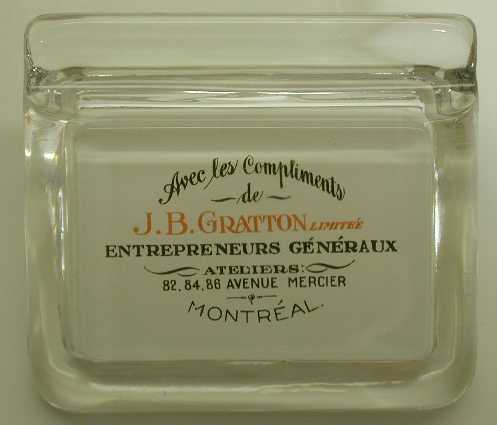 Avec les Compliments
de
J.B. GRATTON LIMITÉE
ENTREPRENEURS GÉNÉRAUX
ATELIERS:
82, 84, 86 AVENUE MERCIER
MONTRÉAL.